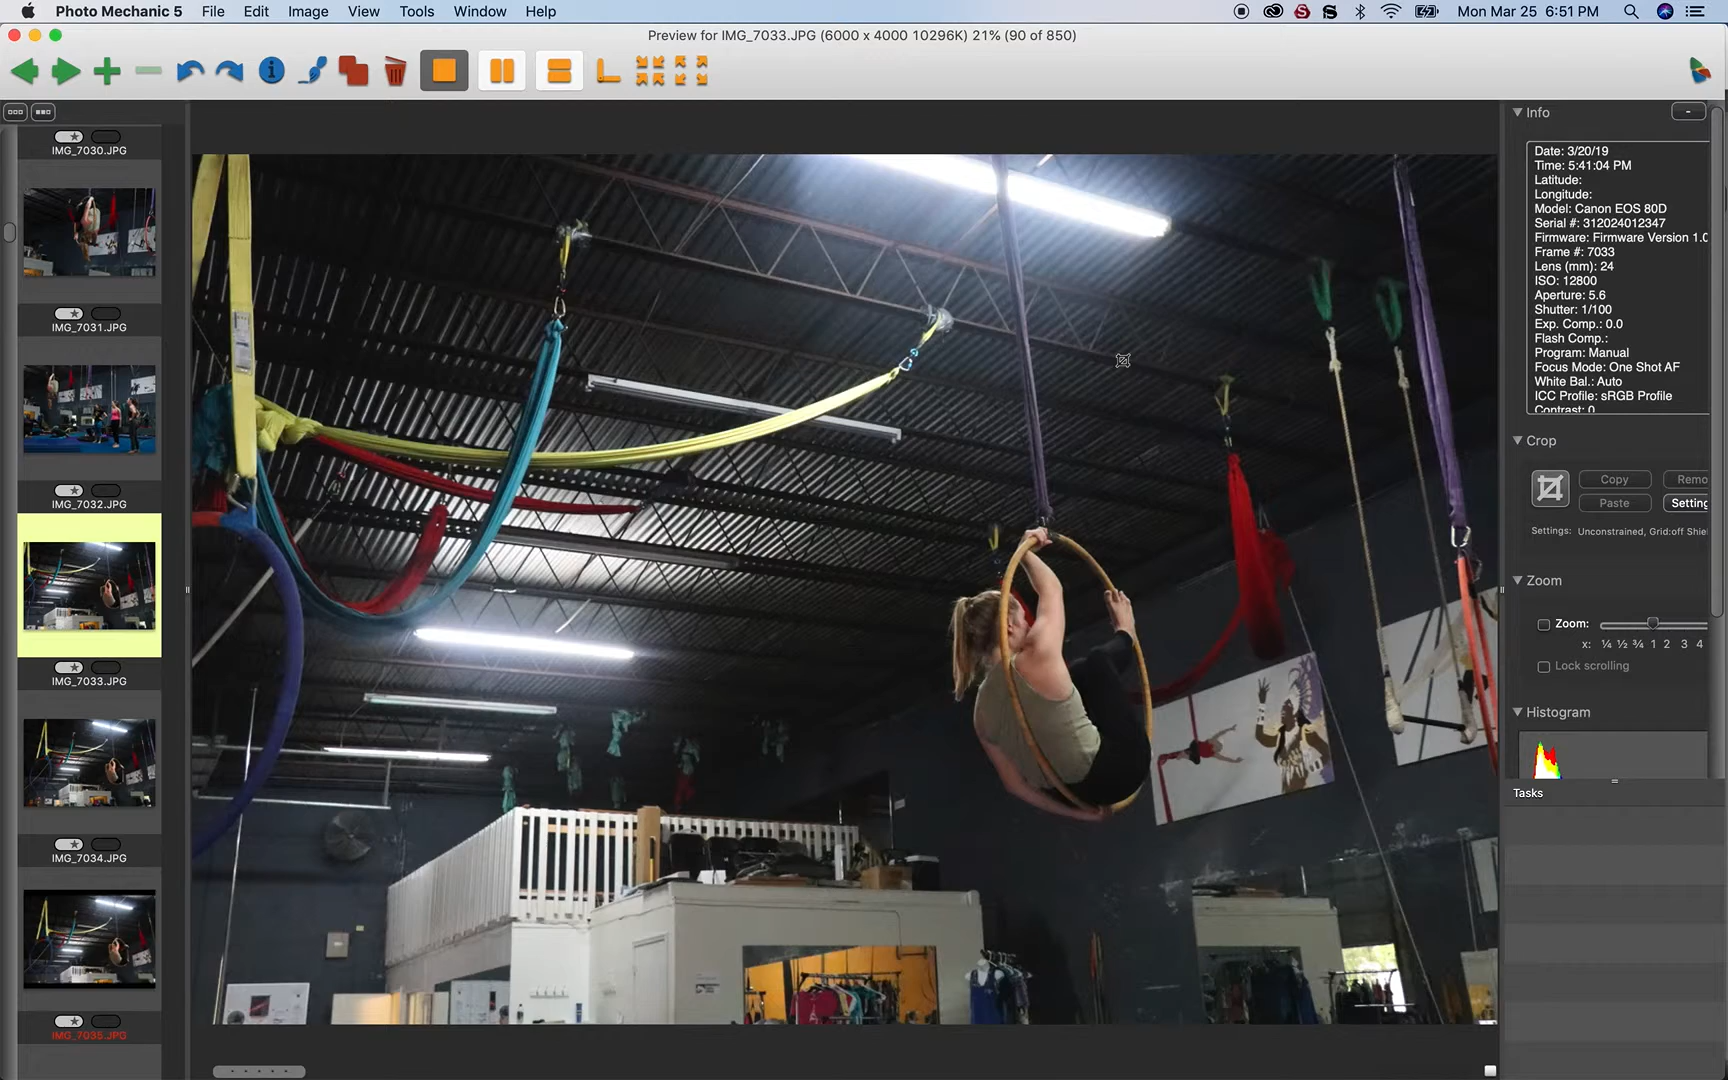 Photo Mechanic 5 File Edit Image View Tools Window Help
Mon Mar 25 6:51 PM
Preview for IMG_7033.JPG (6000 x 4000 10296K) 21% (90 of 850)
IMG_7030.JPG
IMG_7031.JPG
IMG_7032.JPG
IMG_7033.JPG
IMG_7034.JPG
IMG_7035.JPG
Info
-
Date: 3/20/19
Time: 5:41:04 PM
Latitude:
Longitude:
Model: Canon EOS 80D
Serial #: 312024012347
Firmware: Firmware Version 1.0
Frame #: 7033
Lens (mm): 24
ISO: 12800
Aperture: 5.6
Shutter: 1/100
Exp. Comp.: 0.0
Flash Comp.:
Program: Manual
Focus Mode: One Shot AF
White Bal.: Auto
ICC Profile: sRGB Profile
Contrast: 0
Crop
Copy Remo
Paste Setting
Settings: Unconstrained, Grid:off Shie
Zoom
Zoom:
x: ¼ ½ ¾ 1 2 3 4
Lock scrolling
Histogram
Tasks